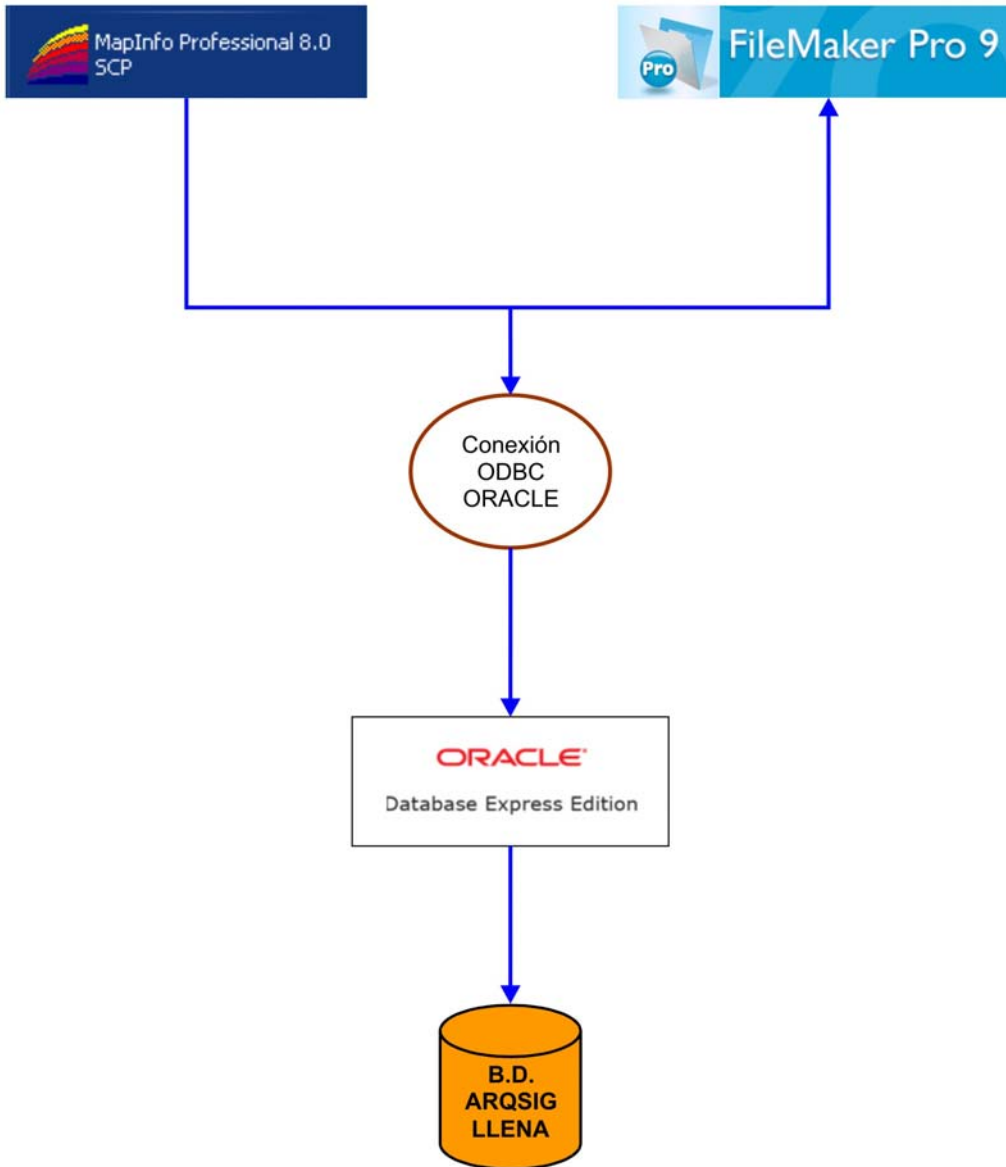 MapInfo Professional 8.0
SCP
Pro
FileMaker Pro 9
Conexión
ODBC
ORACLE
ORACLE®
Database Express Edition
B.D.
ARQSIG
LLENA